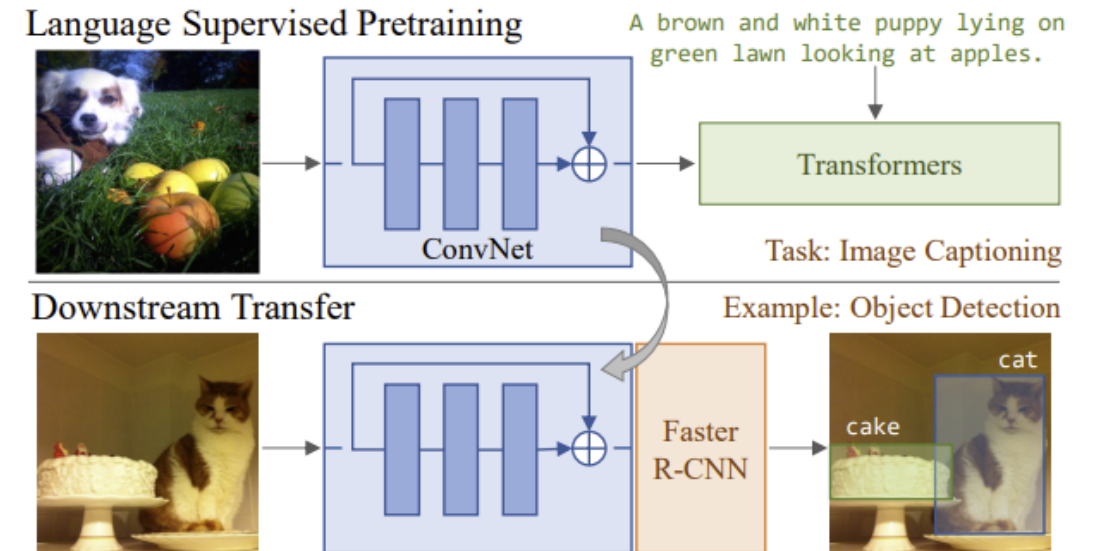 Language Supervised Pretraining
A brown and white puppy lying on
green lawn looking at apples.
Transformers
ConvNet
Task: Image Captioning
Downstream Transfer
Example: Object Detection
Faster
R-CNN
cake
cat